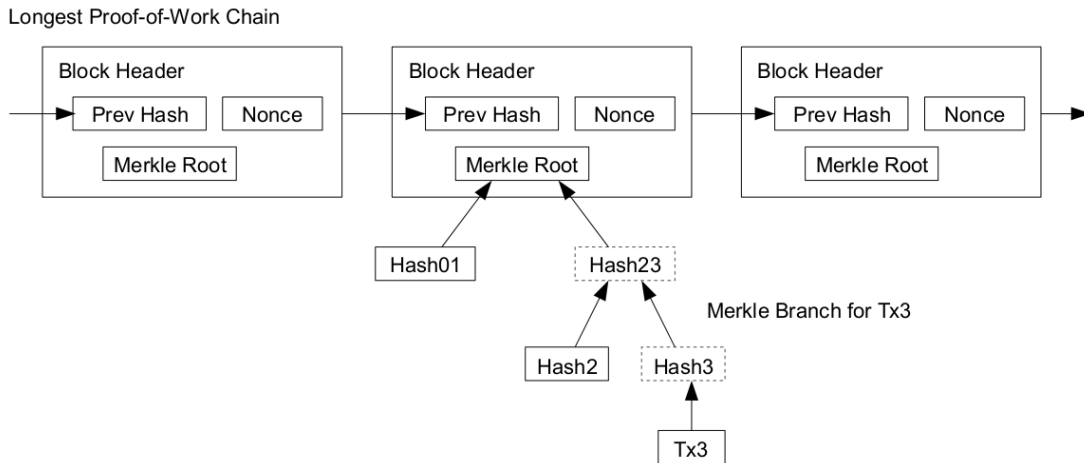 Longest Proof-of-Work Chain
Block Header
Prev Hash
Nonce
Merkle Root
Block Header
Prev Hash
Nonce
Merkle Root
Block Header
Prev Hash
Nonce
Merkle Root
Hash01
Hash23
Merkle Branch for Tx3
Hash2
Hash3
Tx3